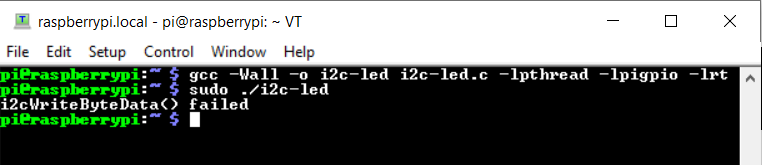 raspberrypi.local - pi@raspberrypi: ~ VT
File Edit Setup Control Window Help
pi@raspberrypi:~ $ gcc -Wall -o i2c-led i2c-led.c -lpthread -lpigpio -lrt
pi@raspberrypi:~ $ sudo ./i2c-led
i2cWriteByteData() failed
pi@raspberrypi:~ $